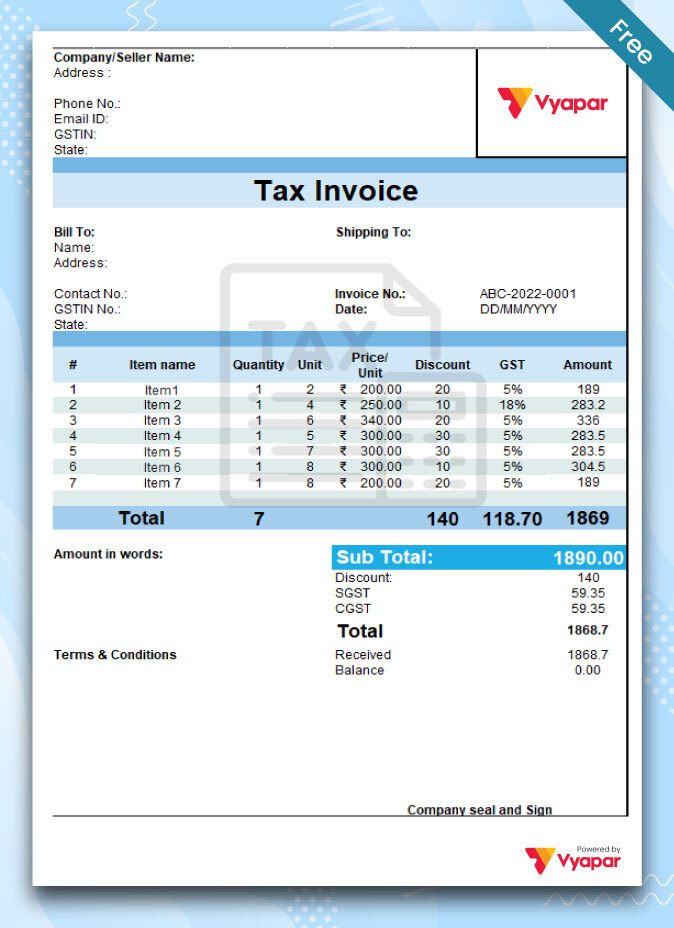 Free
Company/Seller Name:
Address :
Vyapar
Phone No.:
Email ID:
GSTIN:
State:
Tax Invoice
Bill To: Shipping To:
Name:
Address:
Contact No.: Invoice No.: ABC-2022-0001
GSTIN No.: Date: DD/MM/YYYY
State:
TAX
# Item name Quantity Unit Price/ Unit Discount GST Amount
1 Item1 1 2 ₹ 200.00 20 5% 189
2 Item 2 1 4 ₹ 250.00 10 18% 283.2
3 Item 3 1 6 ₹ 340.00 20 5% 336
4 Item 4 1 5 ₹ 300.00 30 5% 283.5
5 Item 5 1 7 ₹ 300.00 30 5% 283.5
6 Item 6 1 8 ₹ 300.00 10 5% 304.5
7 Item 7 1 8 ₹ 200.00 20 5% 189
Total 7 140 118.70 1869
Amount in words: Sub Total: 1890.00
Discount: 140
SGST 59.35
CGST 59.35
Total 1868.7
Terms & Conditions Received 1868.7
Balance 0.00
Company seal and Sign
Powered by
Vyapar